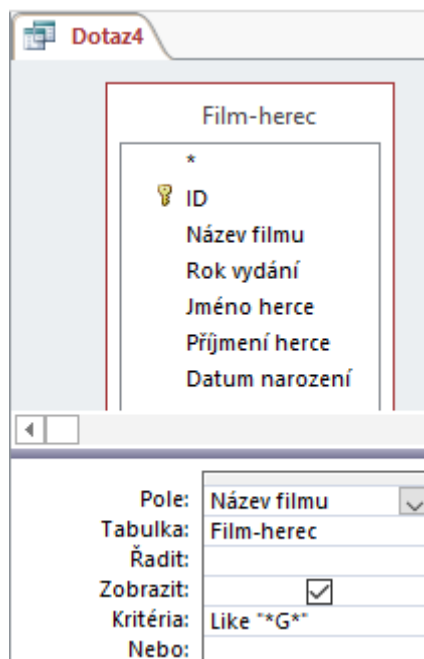 Dotaz4
Film-herec
*
ID
Název filmu
Rok vydání
Jméno herce
Příjmení herce
Datum narození
Pole: Název filmu
Tabulka: Film-herec
Řadit:
Zobrazit:
Kritéria: Like "*G*"
Nebo: